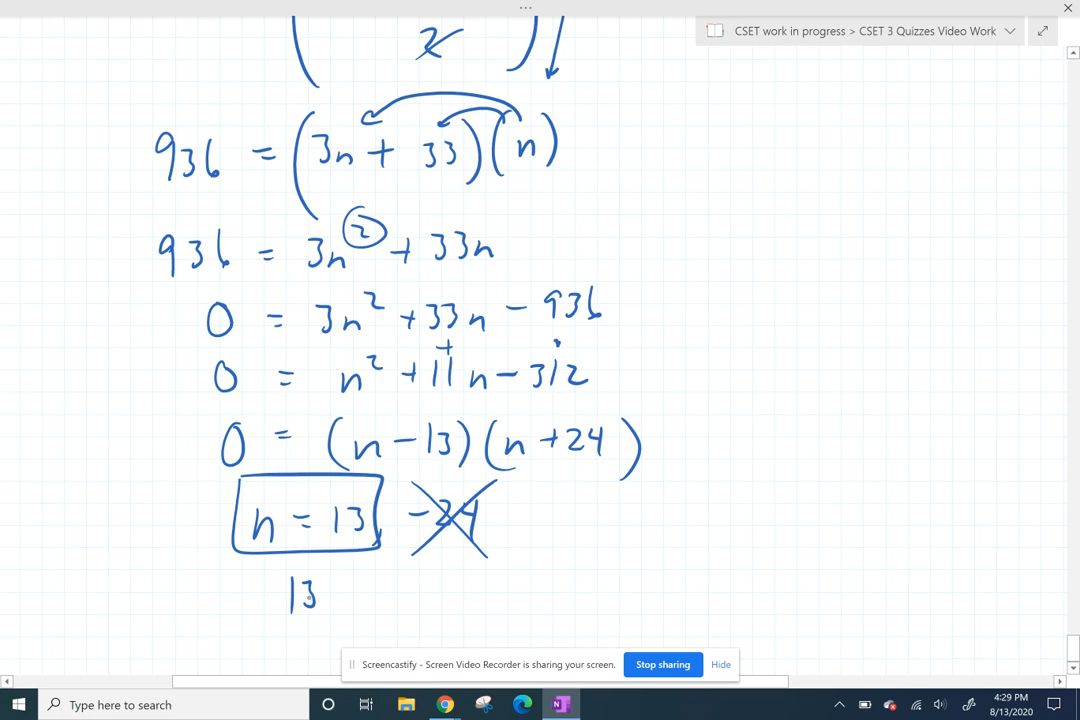 CSET work in progress > CSET 3 Quizzes Video Work
2
936 = (3n + 33)(n)
936 = 3n² + 33n
0 = 3n² + 33n - 936
+
0 = n² + 11n - 312
0 = (n - 13)(n + 24)
n = 13 -24
13
Screencastify - Screen Video Recorder is sharing your screen. Stop sharing Hide
Type here to search
4:29 PM
8/13/2020